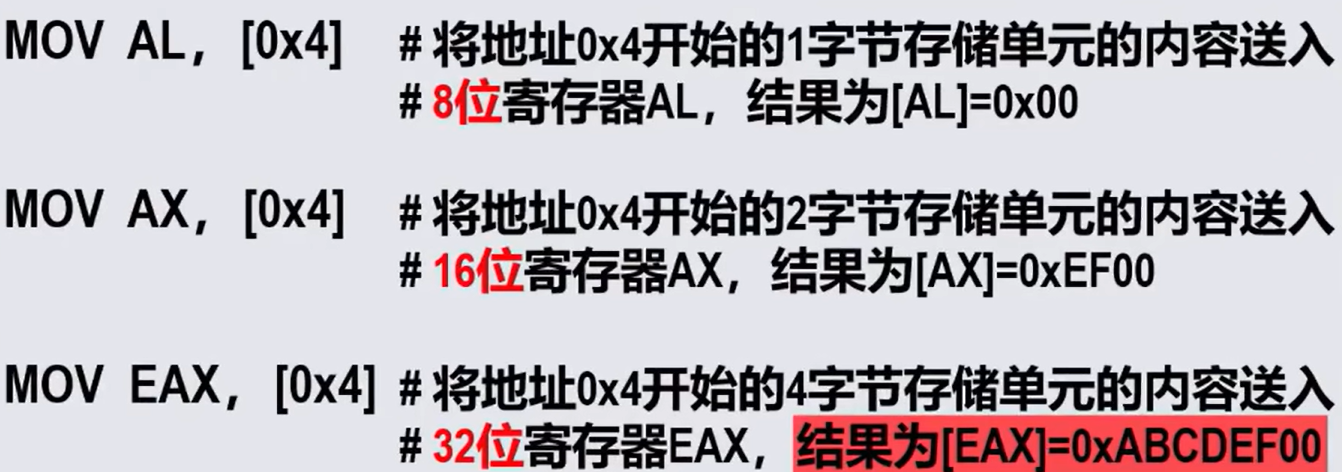 MOV AL，[0x4] # 将地址0x4开始的1字节存储单元的内容送入
# 8位寄存器AL，结果为[AL]=0x00
MOV AX，[0x4] # 将地址0x4开始的2字节存储单元的内容送入
# 16位寄存器AX，结果为[AX]=0xEF00
MOV EAX，[0x4] # 将地址0x4开始的4字节存储单元的内容送入
# 32位寄存器EAX，结果为[EAX]=0xABCDEF00